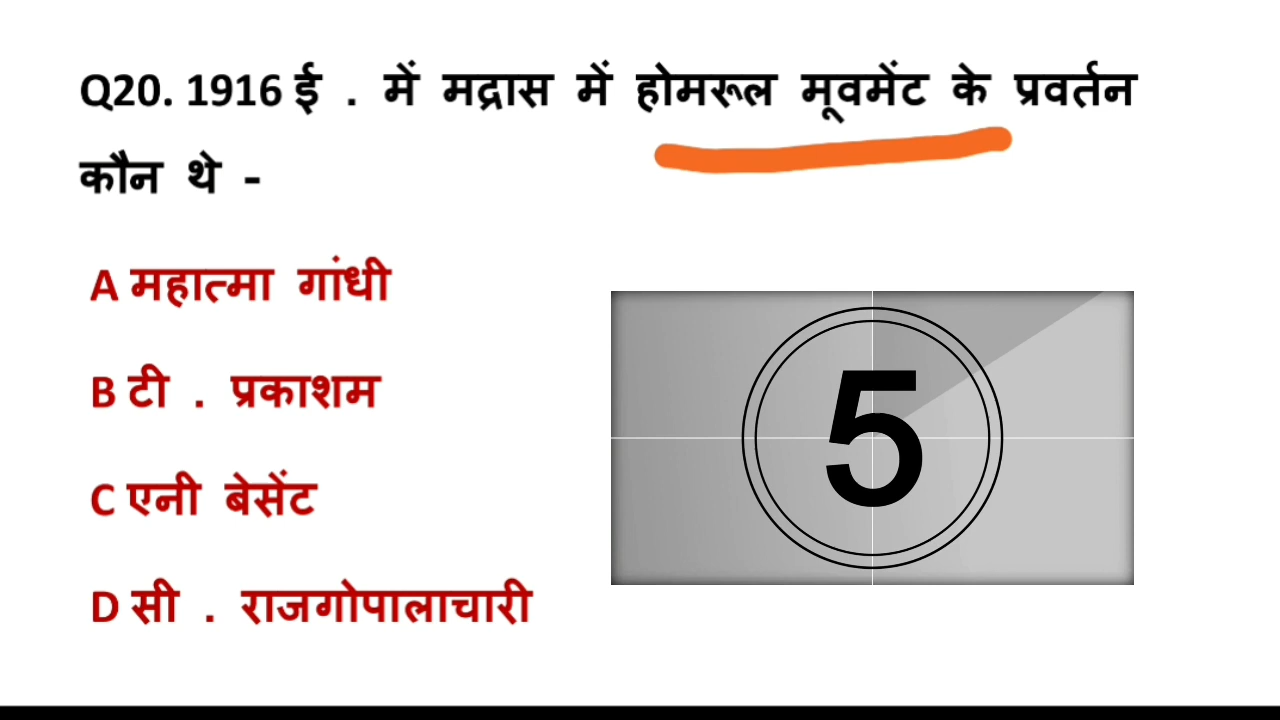 Q20. 1916 ई . में मद्रास में होमरूल मूवमेंट के प्रवर्तन
कौन थे -
A महात्मा गांधी
B टी . प्रकाशम
C एनी बेसेंट
D सी . राजगोपालाचारी
5